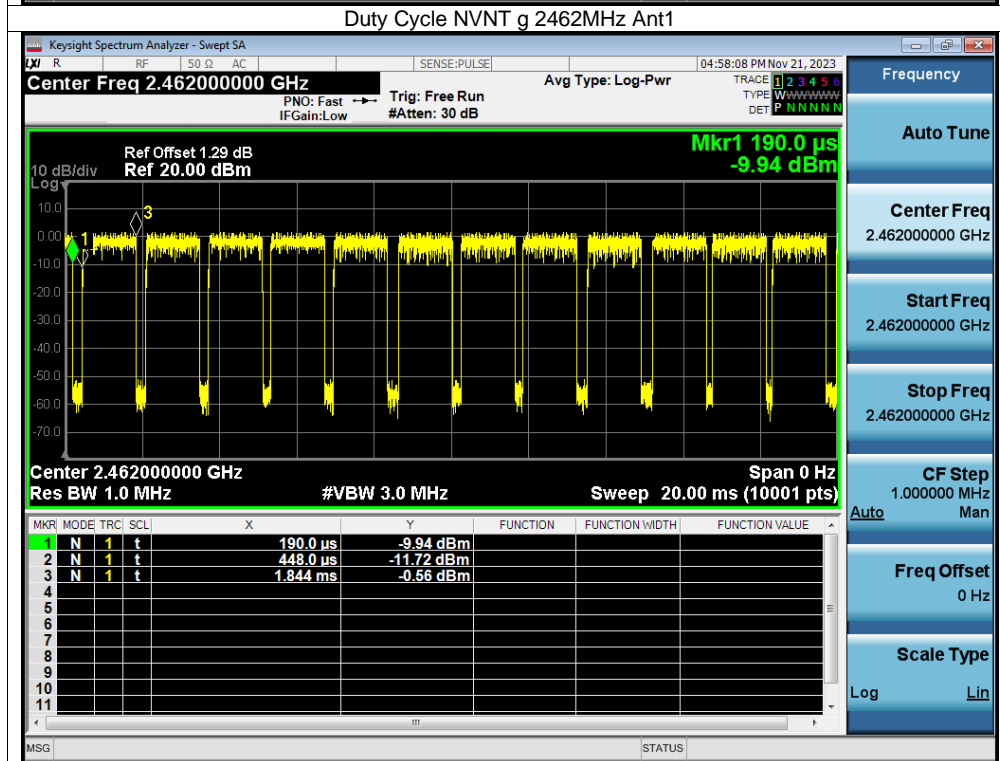 Duty Cycle NVNT g 2462MHz Ant1
Keysight Spectrum Analyzer - Swept SA
LXI R RF 50 Ω AC SENSE:PULSE 04:58:08 PM Nov 21, 2023
Center Freq 2.462000000 GHz Avg Type: Log-Pwr TRACE 1 2 3 4 5 6
PNO: Fast Trig: Free Run TYPE WWWWWW
IFGain:Low #Atten: 30 dB DET P NNNNN
Ref Offset 1.29 dB Mkr1 190.0 µs
10 dB/div Ref 20.00 dBm -9.94 dBm
Log
10.0
0.00
-10.0
-20.0
-30.0
-40.0
-50.0
-60.0
-70.0
1
3
Center 2.462000000 GHz Span 0 Hz
Res BW 1.0 MHz #VBW 3.0 MHz Sweep 20.00 ms (10001 pts)
MKR MODE TRC SCL X Y FUNCTION FUNCTION WIDTH FUNCTION VALUE
1 N 1 t 190.0 µs -9.94 dBm
2 N 1 t 448.0 µs -11.72 dBm
3 N 1 t 1.844 ms -0.56 dBm
4
5
6
7
8
9
10
11
MSG STATUS
Frequency
Auto Tune
Center Freq
2.462000000 GHz
Start Freq
2.462000000 GHz
Stop Freq
2.462000000 GHz
CF Step
1.000000 MHz
Auto Man
Freq Offset
0 Hz
Scale Type
Log Lin